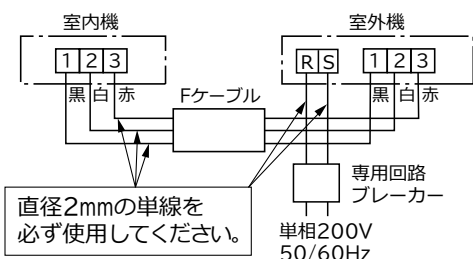 室内機
室外機
1 2 3
R S
1 2 3
黒 白 赤
Fケーブル
黒 白 赤
直径2mmの単線を
必ず使用してください。
専用回路
ブレーカー
単相200V
50/60Hz